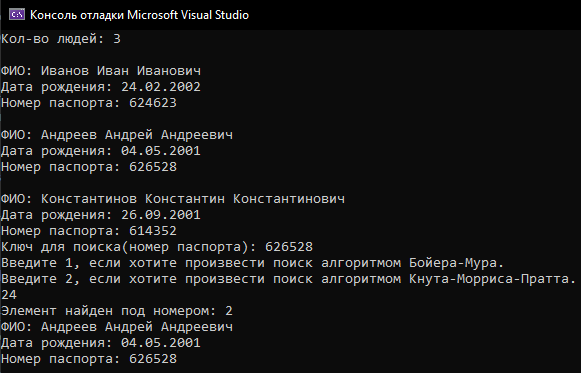 Консоль отладки Microsoft Visual Studio
Кол-во людей: 3
ФИО: Иванов Иван Иванович
Дата рождения: 24.02.2002
Номер паспорта: 624623
ФИО: Андреев Андрей Андреевич
Дата рождения: 04.05.2001
Номер паспорта: 626528
ФИО: Константинов Константин Константинович
Дата рождения: 26.09.2001
Номер паспорта: 614352
Ключ для поиска(номер паспорта): 626528
Введите 1, если хотите произвести поиск алгоритмом Бойера-Мура.
Введите 2, если хотите произвести поиск алгоритмом Кнута-Морриса-Пратта.
24
Элемент найден под номером: 2
ФИО: Андреев Андрей Андреевич
Дата рождения: 04.05.2001
Номер паспорта: 626528